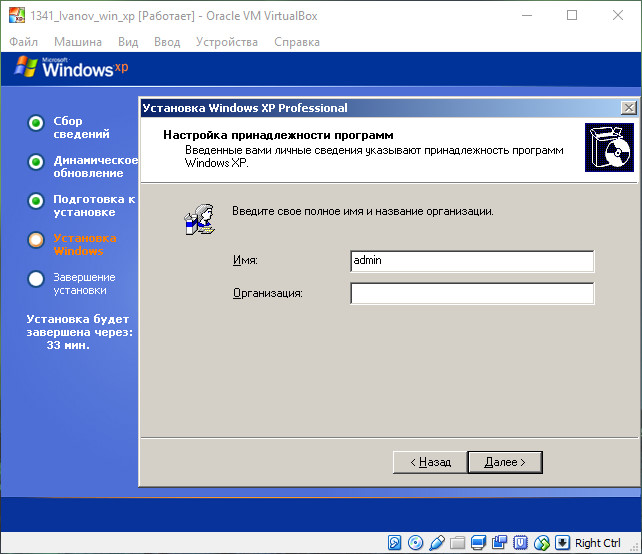 1341_Ivanov_win_xp [Работает] - Oracle VM VirtualBox
Файл Машина Вид Ввод Устройства Справка
Microsoft
Windows xp
Установка Windows XP Professional
Настройка принадлежности программ
Введенные вами личные сведения указывают принадлежность программ
Windows XP.
Сбор
сведений
Динамическое
обновление
Подготовка к
установке
Установка
Windows
Завершение
установки
Установка будет
завершена через:
33 мин.
Введите свое полное имя и название организации.
Имя: admin
Организация:
< Назад Далее >
Right Ctrl